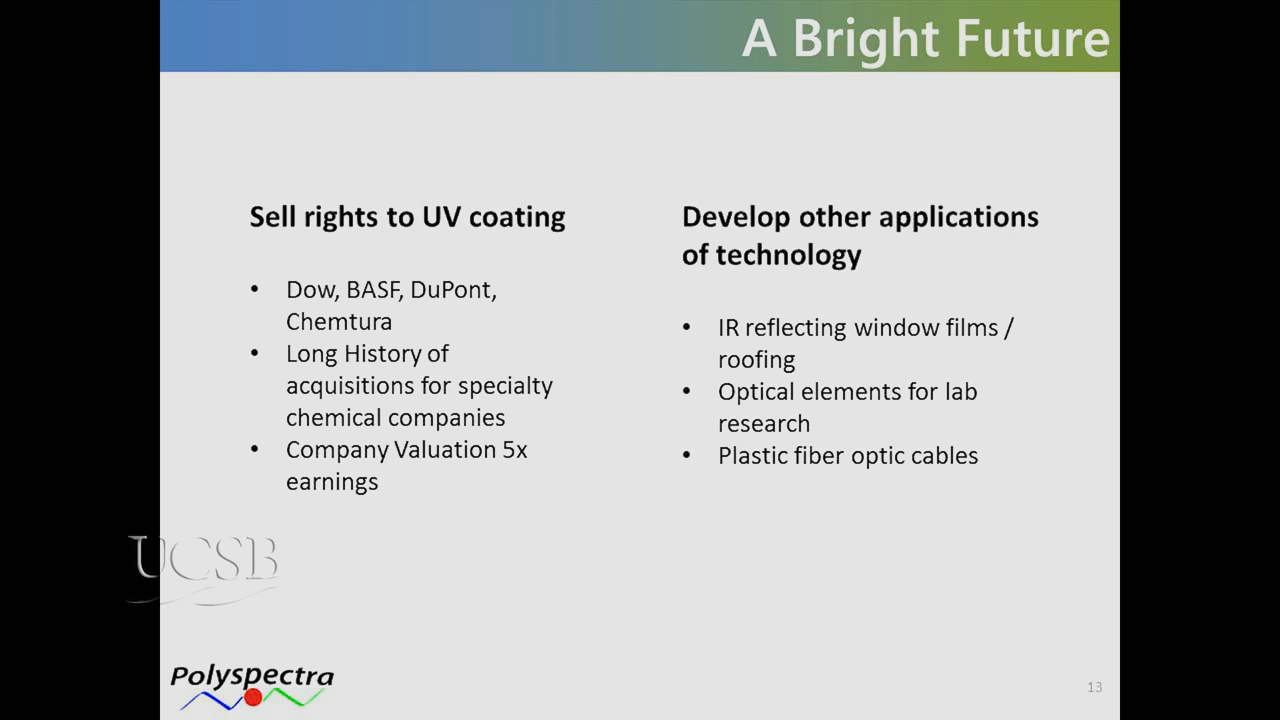 A Bright Future
Sell rights to UV coating
• Dow, BASF, DuPont,
Chemtura
• Long History of
acquisitions for specialty
chemical companies
• Company Valuation 5x
earnings
Develop other applications
of technology
• IR reflecting window films /
roofing
• Optical elements for lab
research
• Plastic fiber optic cables
UCSB
Polyspectra
13